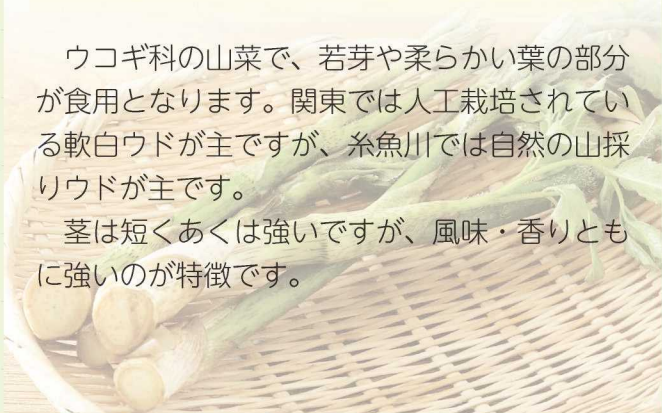 ウコギ科の山菜で、若芽や柔らかい葉の部分
が食用となります。関東では人工栽培されてい
る軟白ウドが主ですが、糸魚川では自然の山採
りウドが主です。
　茎は短くあくは強いですが、風味・香りとも
に強いのが特徴です。